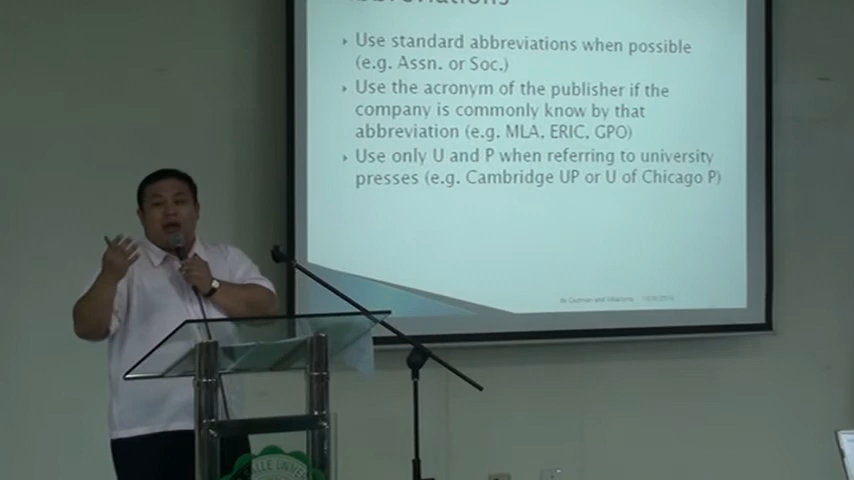 abbreviations
‣ Use standard abbreviations when possible
(e.g. Assn. or Soc.)
‣ Use the acronym of the publisher if the
company is commonly know by that
abbreviation (e.g. MLA, ERIC, GPO)
‣ Use only U and P when referring to university
presses (e.g. Cambridge UP or U of Chicago P)